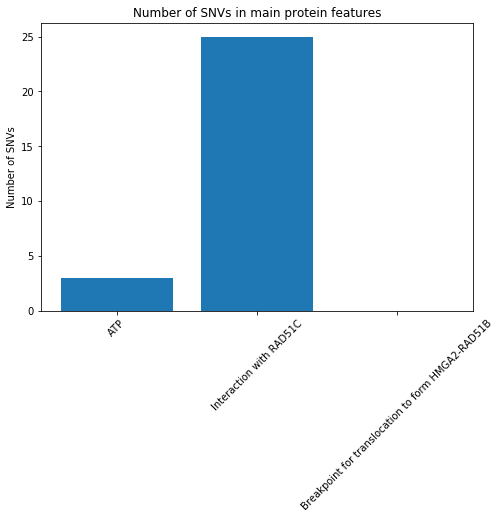 Number of SNVs in main protein features
Number of SNVs
25
20
15
10
5
0
ATP
Interaction with RAD51C
Breakpoint for translocation to form HMGA2-RAD51B